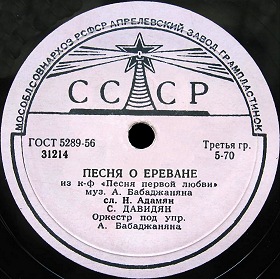 МОСОБЛСОВНАРХОЗ РСФСР АПРЕЛЕВСКИЙ ЗАВОД ГРАМПЛАСТИНОК
СССР
ГОСТ 5289-56
31214
Третья гр.
5-70
ПЕСНЯ О ЕРЕВАНЕ
из к-ф «Песня первой любви»
муз. А. Бабаджаняна
сл. Н. Адамян
С. ДАВИДЯН
Оркестр под упр.
А. Бабаджаняна